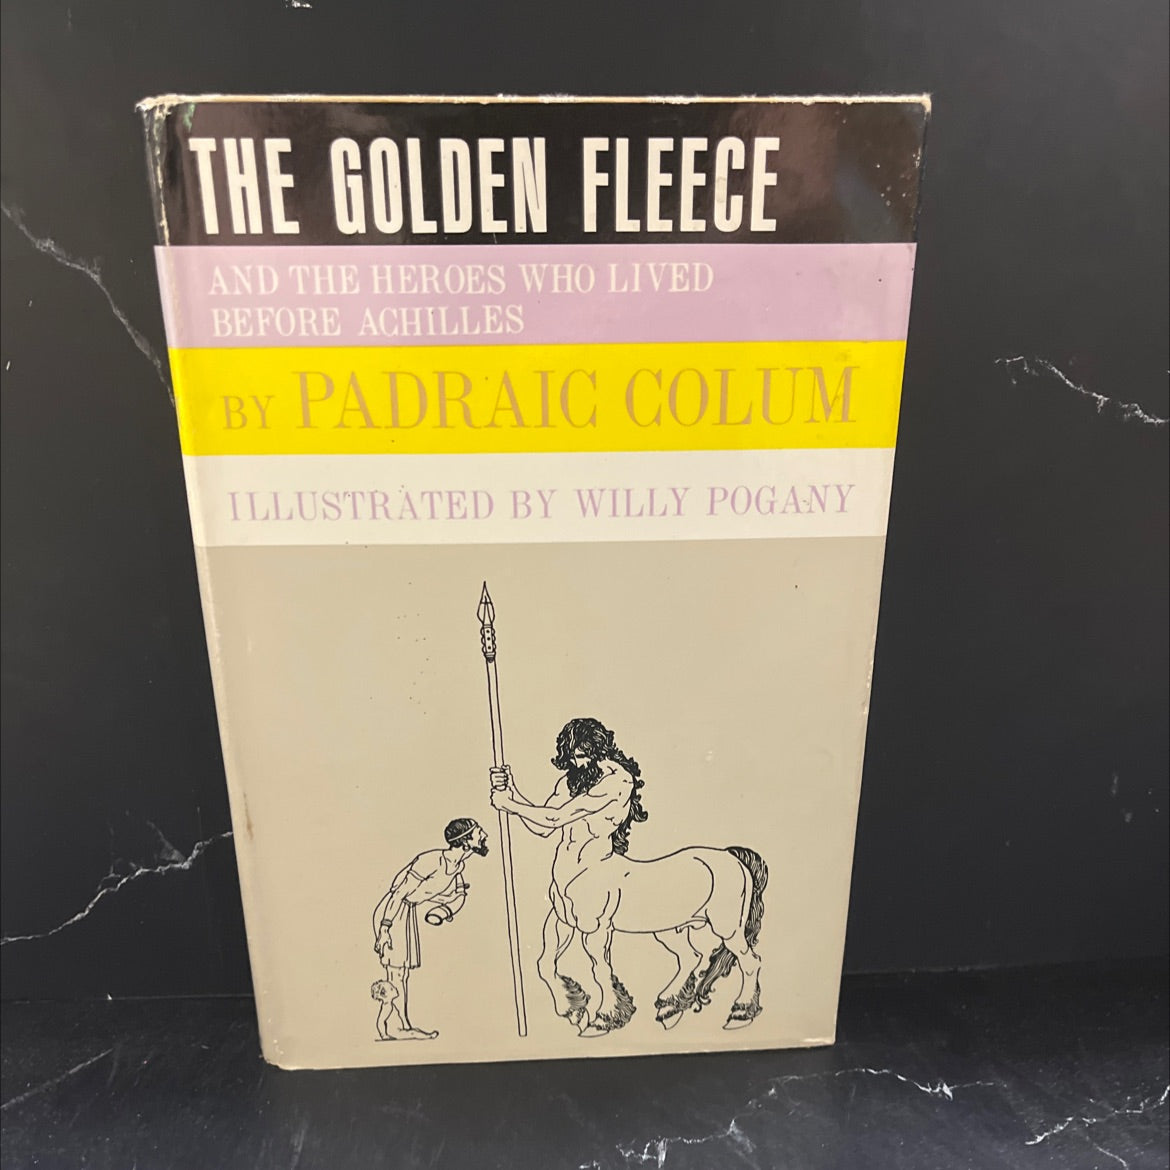 THE GOLDEN FLEECE
AND THE HEROES WHO LIVED
BEFORE ACHILLES
BY PADRAIC COLUM
ILLUSTRATED BY WILLY POGANY